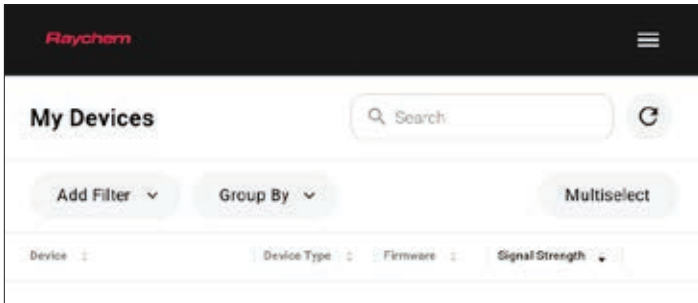 Raychem
My Devices
Search
Add Filter
Group By
Multiselect
Device
Device Type
Firmware
Signal Strength